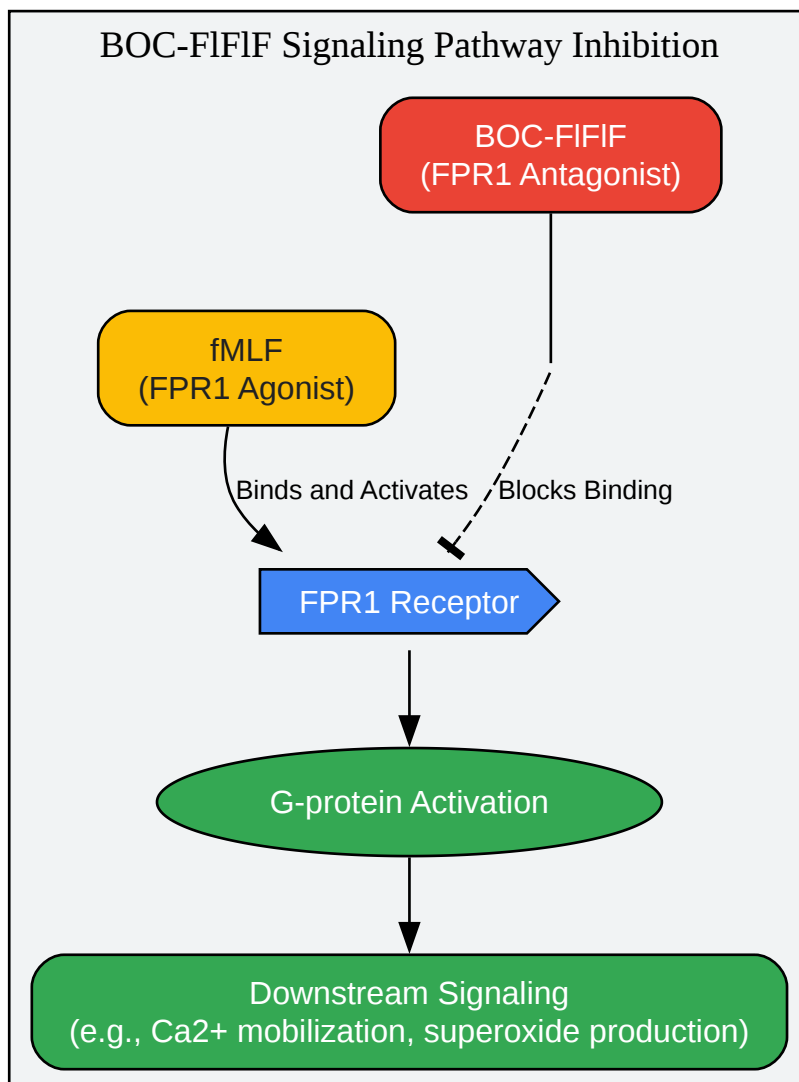 BOC-FlFlF Signaling Pathway Inhibition
BOC-FlFlF
(FPR1 Antagonist)
fMLF
(FPR1 Agonist)
Binds and Activates
Blocks Binding
FPR1 Receptor
G-protein Activation
Downstream Signaling
(e.g., Ca2+ mobilization, superoxide production)